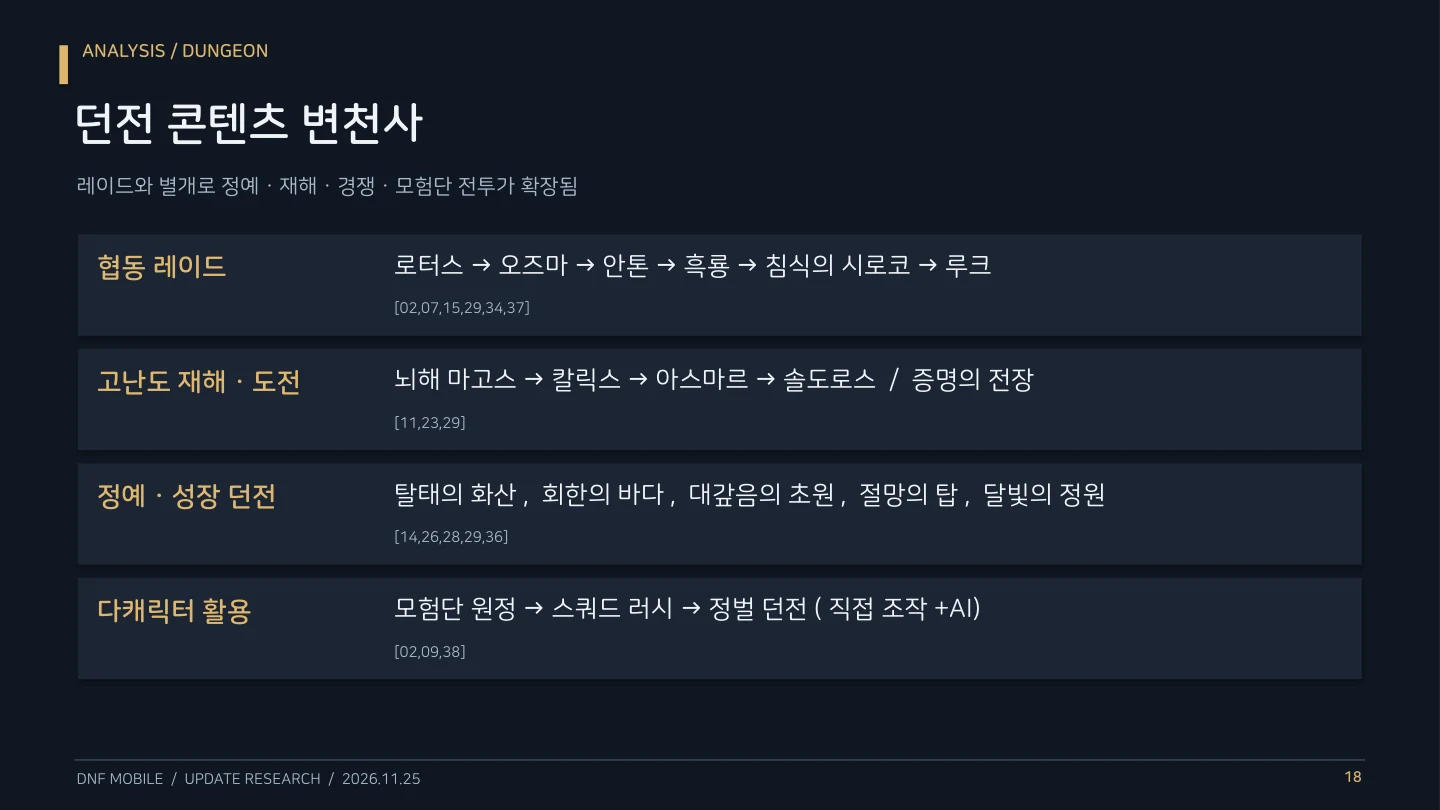 ANALYSIS / DUNGEON
던전 콘텐츠 변천사
레이드와 별개로 정예 · 재해 · 경쟁 · 모험단 전투가 확장됨
협동 레이드
로터스 → 오즈마 → 안톤 → 흑룡 → 침식의 시로코 → 루크
[02,07,15,29,34,37]
고난도 재해 · 도전
뇌해 마고스 → 칼릭스 → 아스마르 → 솔도로스 / 증명의 전장
[11,23,29]
정예 · 성장 던전
탈태의 화산 , 회한의 바다 , 대갚음의 초원 , 절망의 탑 , 달빛의 정원
[14,26,28,29,36]
다캐릭터 활용
모험단 원정 → 스쿼드 러시 → 정벌 던전 ( 직접 조작 +AI)
[02,09,38]
DNF MOBILE / UPDATE RESEARCH / 2026.11.25
18